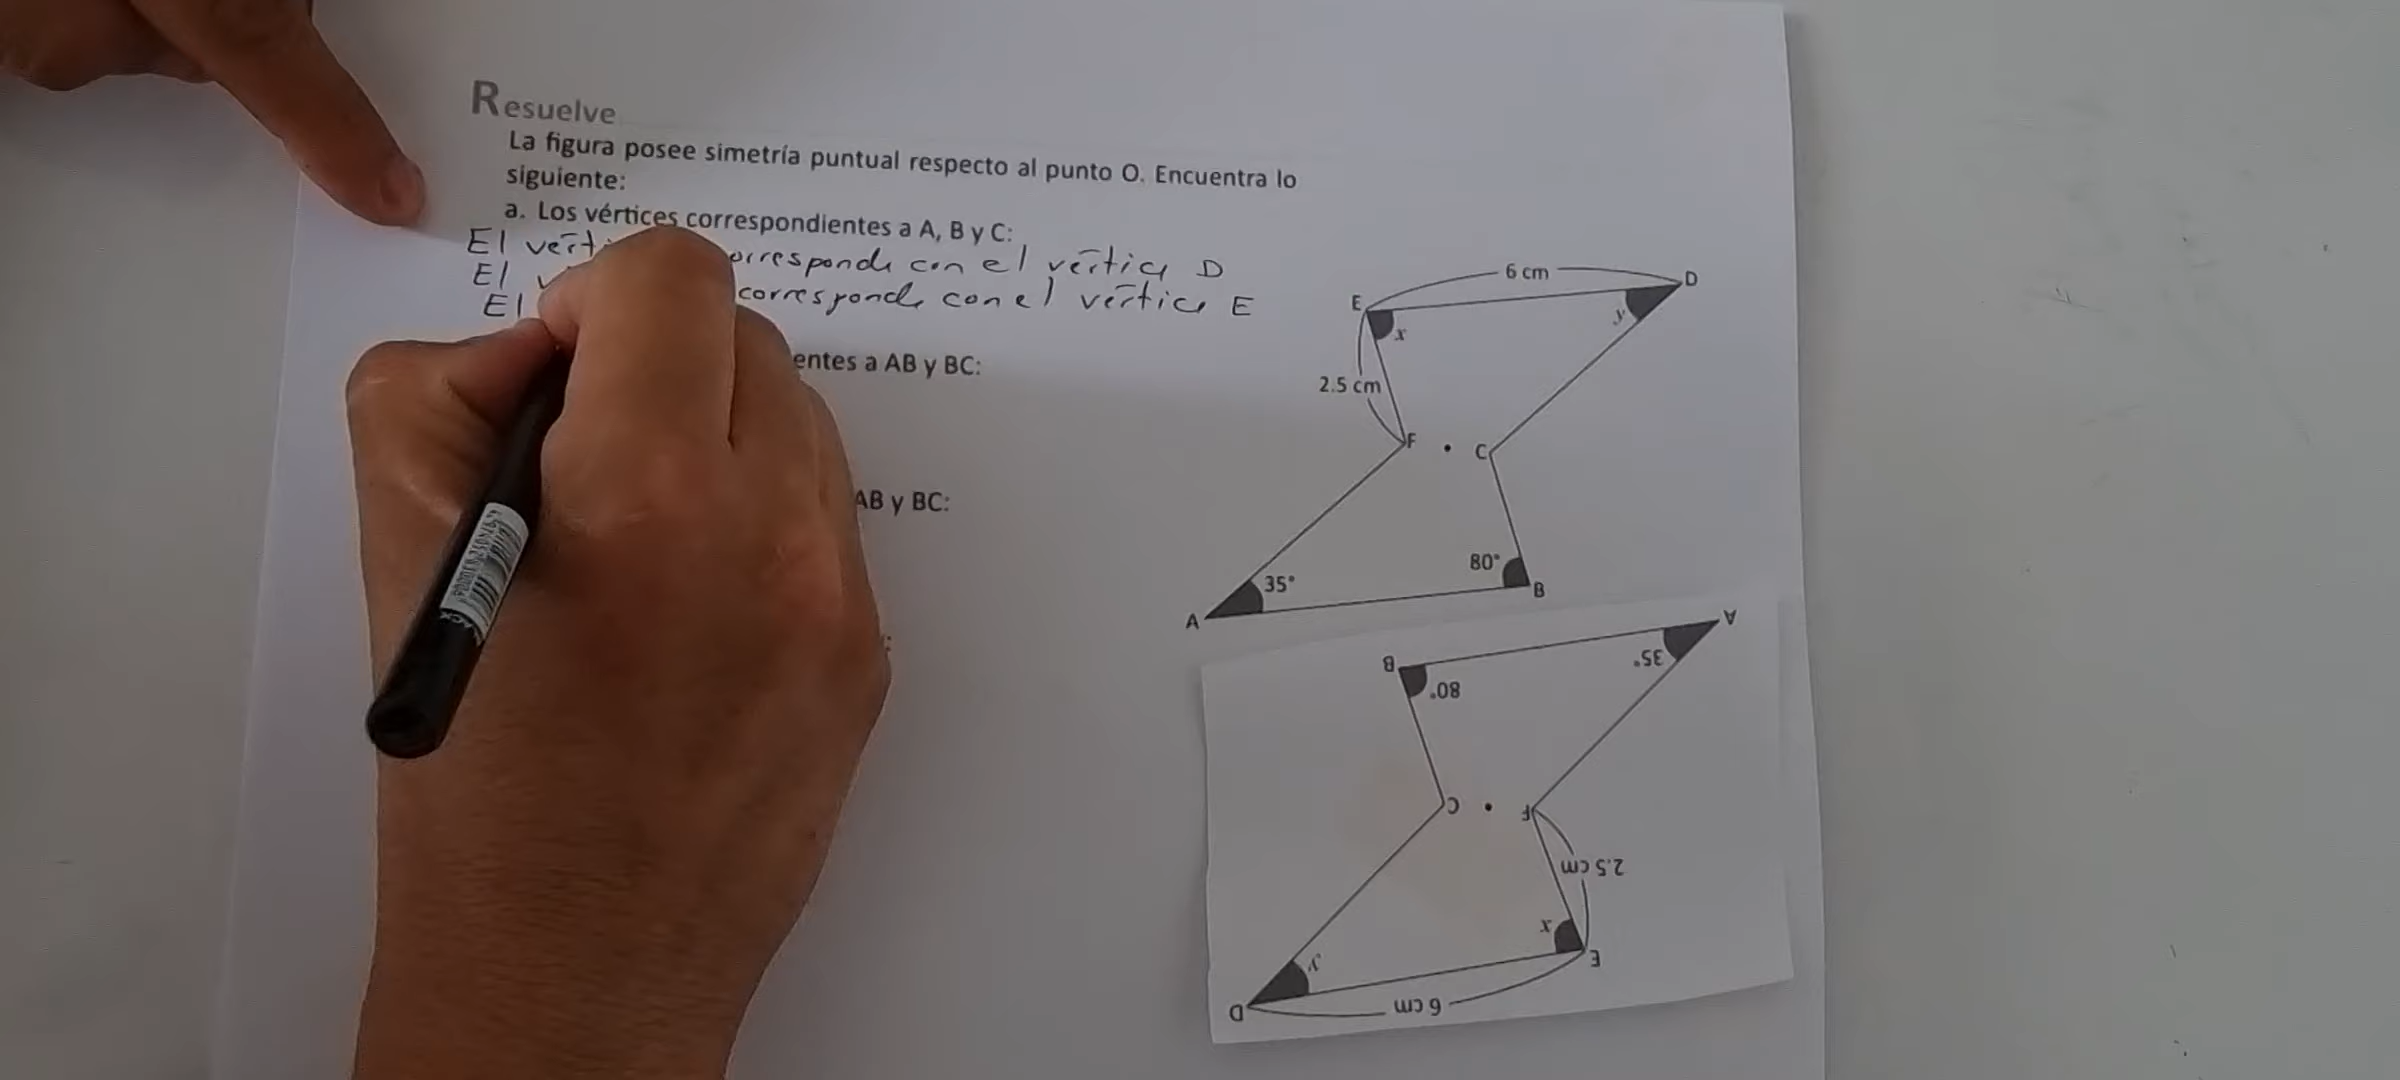 Resuelve
La figura posee simetría puntual respecto al punto O. Encuentra lo
siguiente:
a. Los vértices correspondientes a A, B y C:
El vért orresponde con el vértice D
El v corresponde con el vértice E
El
entes a AB y BC:
AB y BC:
6 cm
D
E
x
y
2.5 cm
F
C
80°
35°
B
A
A
B
35°
80°
C
F
2.5 cm
x
E
y
D
6 cm